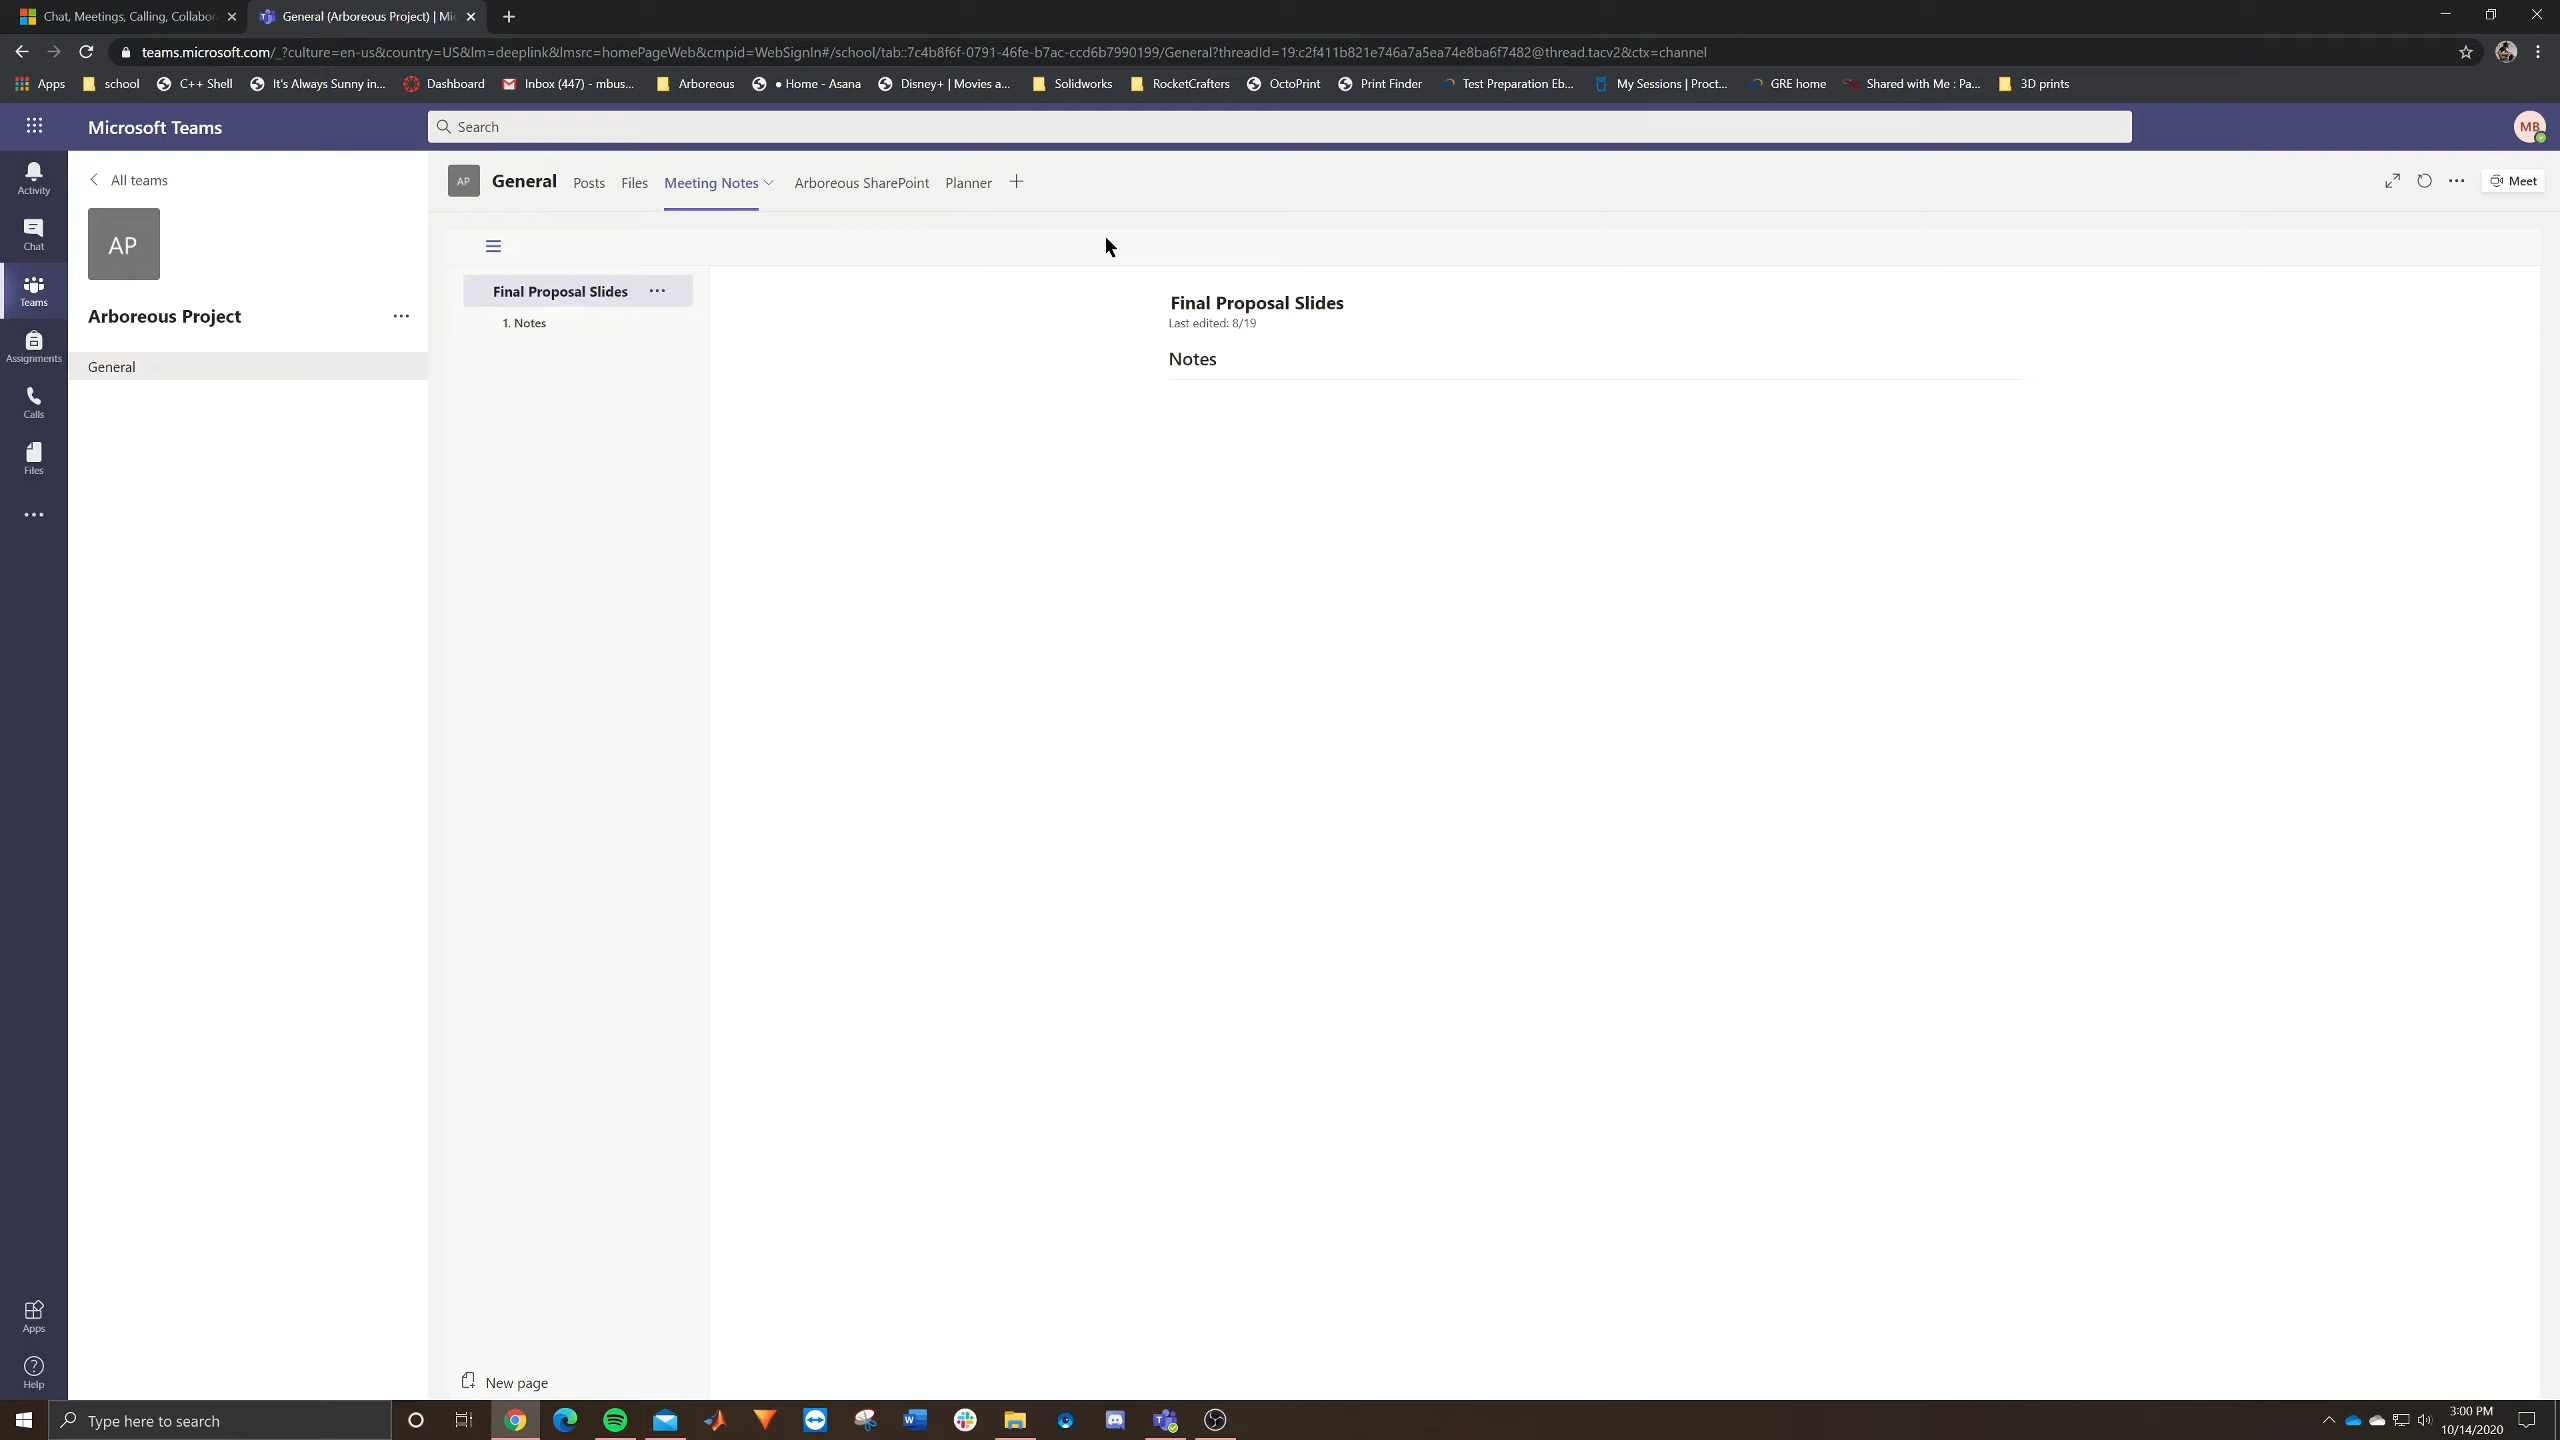 Chat, Meetings, Calling, Collabor
General (Arboreous Project) | Mic
teams.microsoft.com/_?culture=en-us&country=US&lm=deeplink&lmsrc=homePageWeb&cmpid=WebSignIn#/school/tab::7c4b8f6f-0791-46fe-b7ac-ccd6b7990199/General?threadId=19:c2f411b821e746a7a5ea74e8ba6f7482@thread.tacv2&ctx=channel
Apps school C++ Shell It's Always Sunny in... Dashboard Inbox (447) - mbus... Arboreous • Home - Asana Disney+ | Movies a... Solidworks RocketCrafters OctoPrint Print Finder Test Preparation Eb... My Sessions | Proct... GRE home Shared with Me : Pa... 3D prints
Microsoft Teams
Search
MB
Activity
Chat
Teams
Assignments
Calls
Files
Apps
Help
All teams
AP
Arboreous Project
General
AP General Posts Files Meeting Notes Arboreous SharePoint Planner
Meet
Final Proposal Slides
1. Notes
New page
Final Proposal Slides
Last edited: 8/19
Notes
Type here to search
3:00 PM
10/14/2020